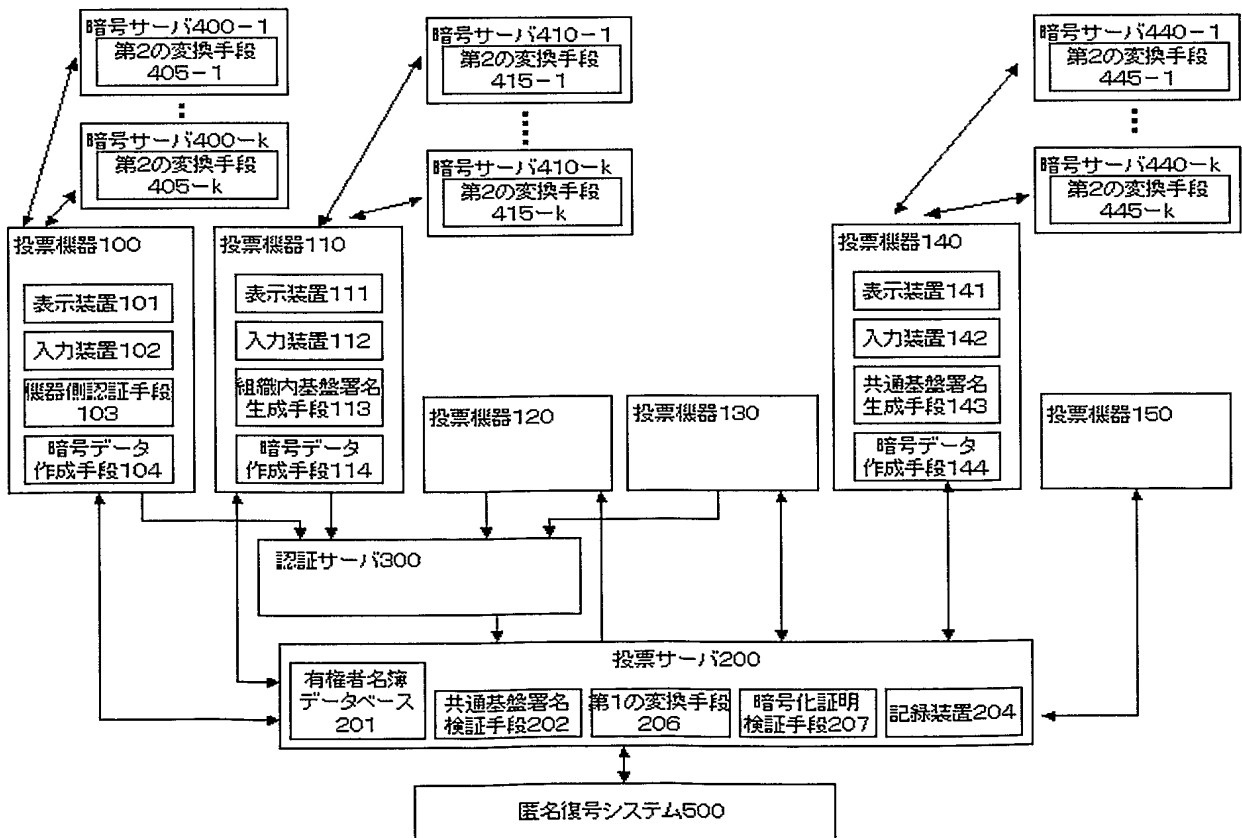 暗号サーバ400-1
第2の変換手段
405-1
暗号サーバ400-k
第2の変換手段
405-k
暗号サーバ410-1
第2の変換手段
415-1
暗号サーバ410-k
第2の変換手段
415-k
暗号サーバ440-1
第2の変換手段
445-1
暗号サーバ440-k
第2の変換手段
445-k
投票機器100
表示装置101
入力装置102
機器側認証手段
103
暗号データ
作成手段104
投票機器110
表示装置111
入力装置112
組織内基盤署名
生成手段113
暗号データ
作成手段114
投票機器120
投票機器130
投票機器140
表示装置141
入力装置142
共通基盤署名
生成手段143
暗号データ
作成手段144
投票機器150
認証サーバ300
投票サーバ200
有権者名簿
データベース
201
共通基盤署名
検証手段202
第1の変換手段
206
暗号化証明
検証手段207
記録装置204
匿名復号システム500